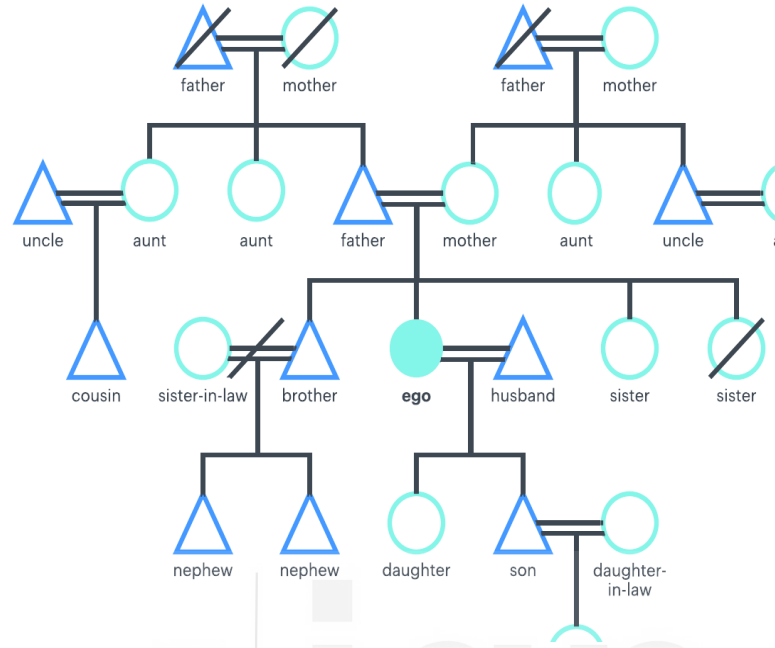 father mother father mother
uncle aunt aunt father mother aunt uncle
cousin sister-in-law brother ego husband sister sister
nephew nephew daughter son daughter-
in-law